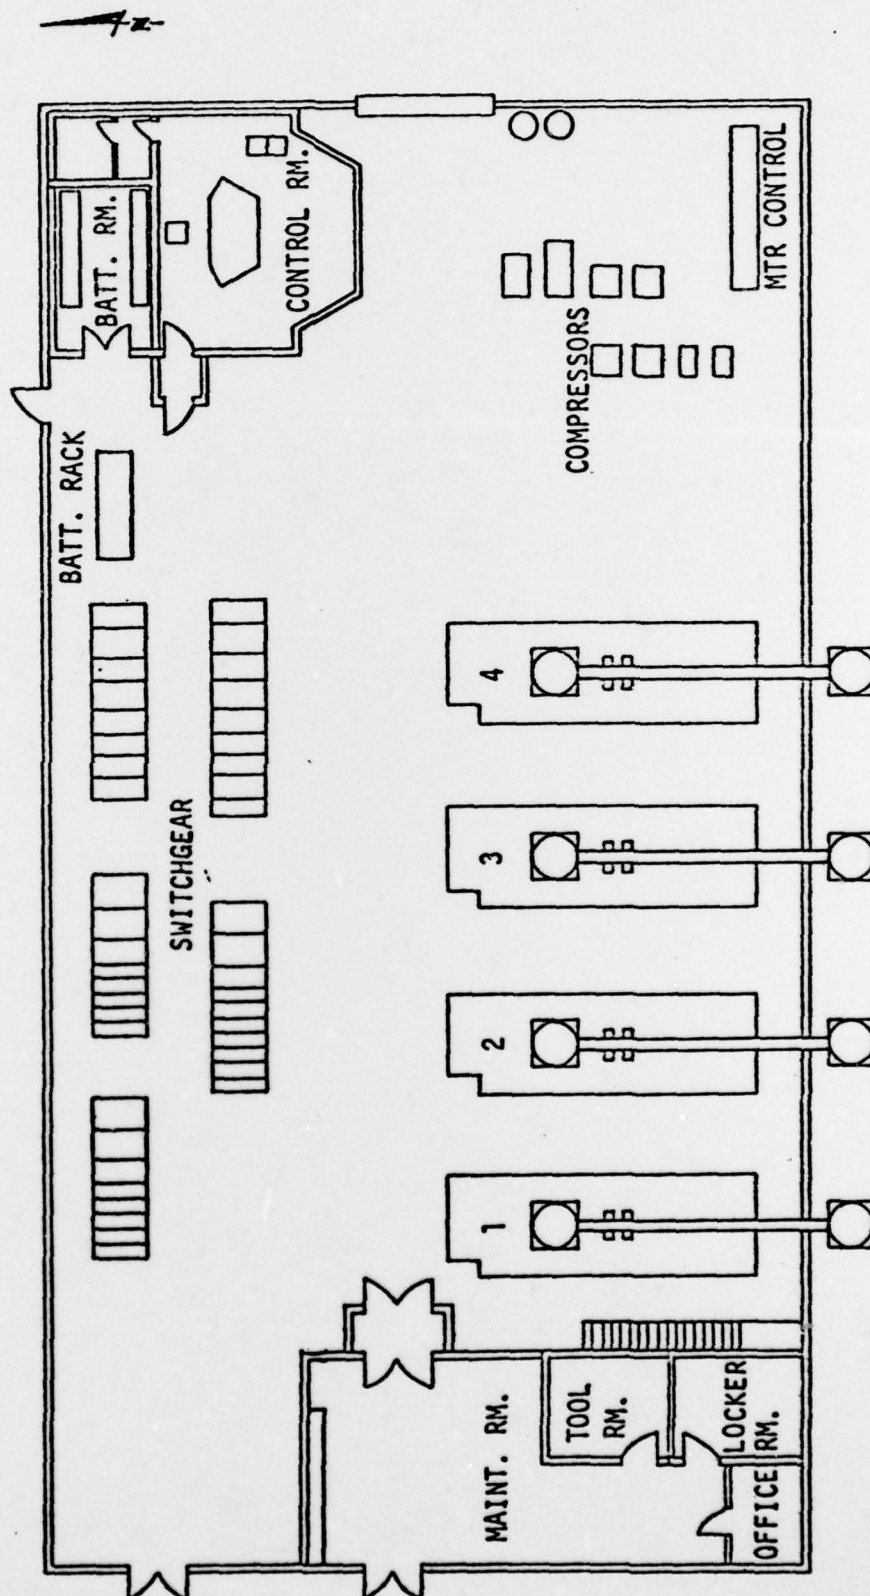 N
BATT. RM.
CONTROL RM.
MTR CONTROL
COMPRESSORS
BATT. RACK
SWITCHGEAR
4
3
2
1
MAINT. RM.
TOOL
RM.
LOCKER
RM.
OFFICE